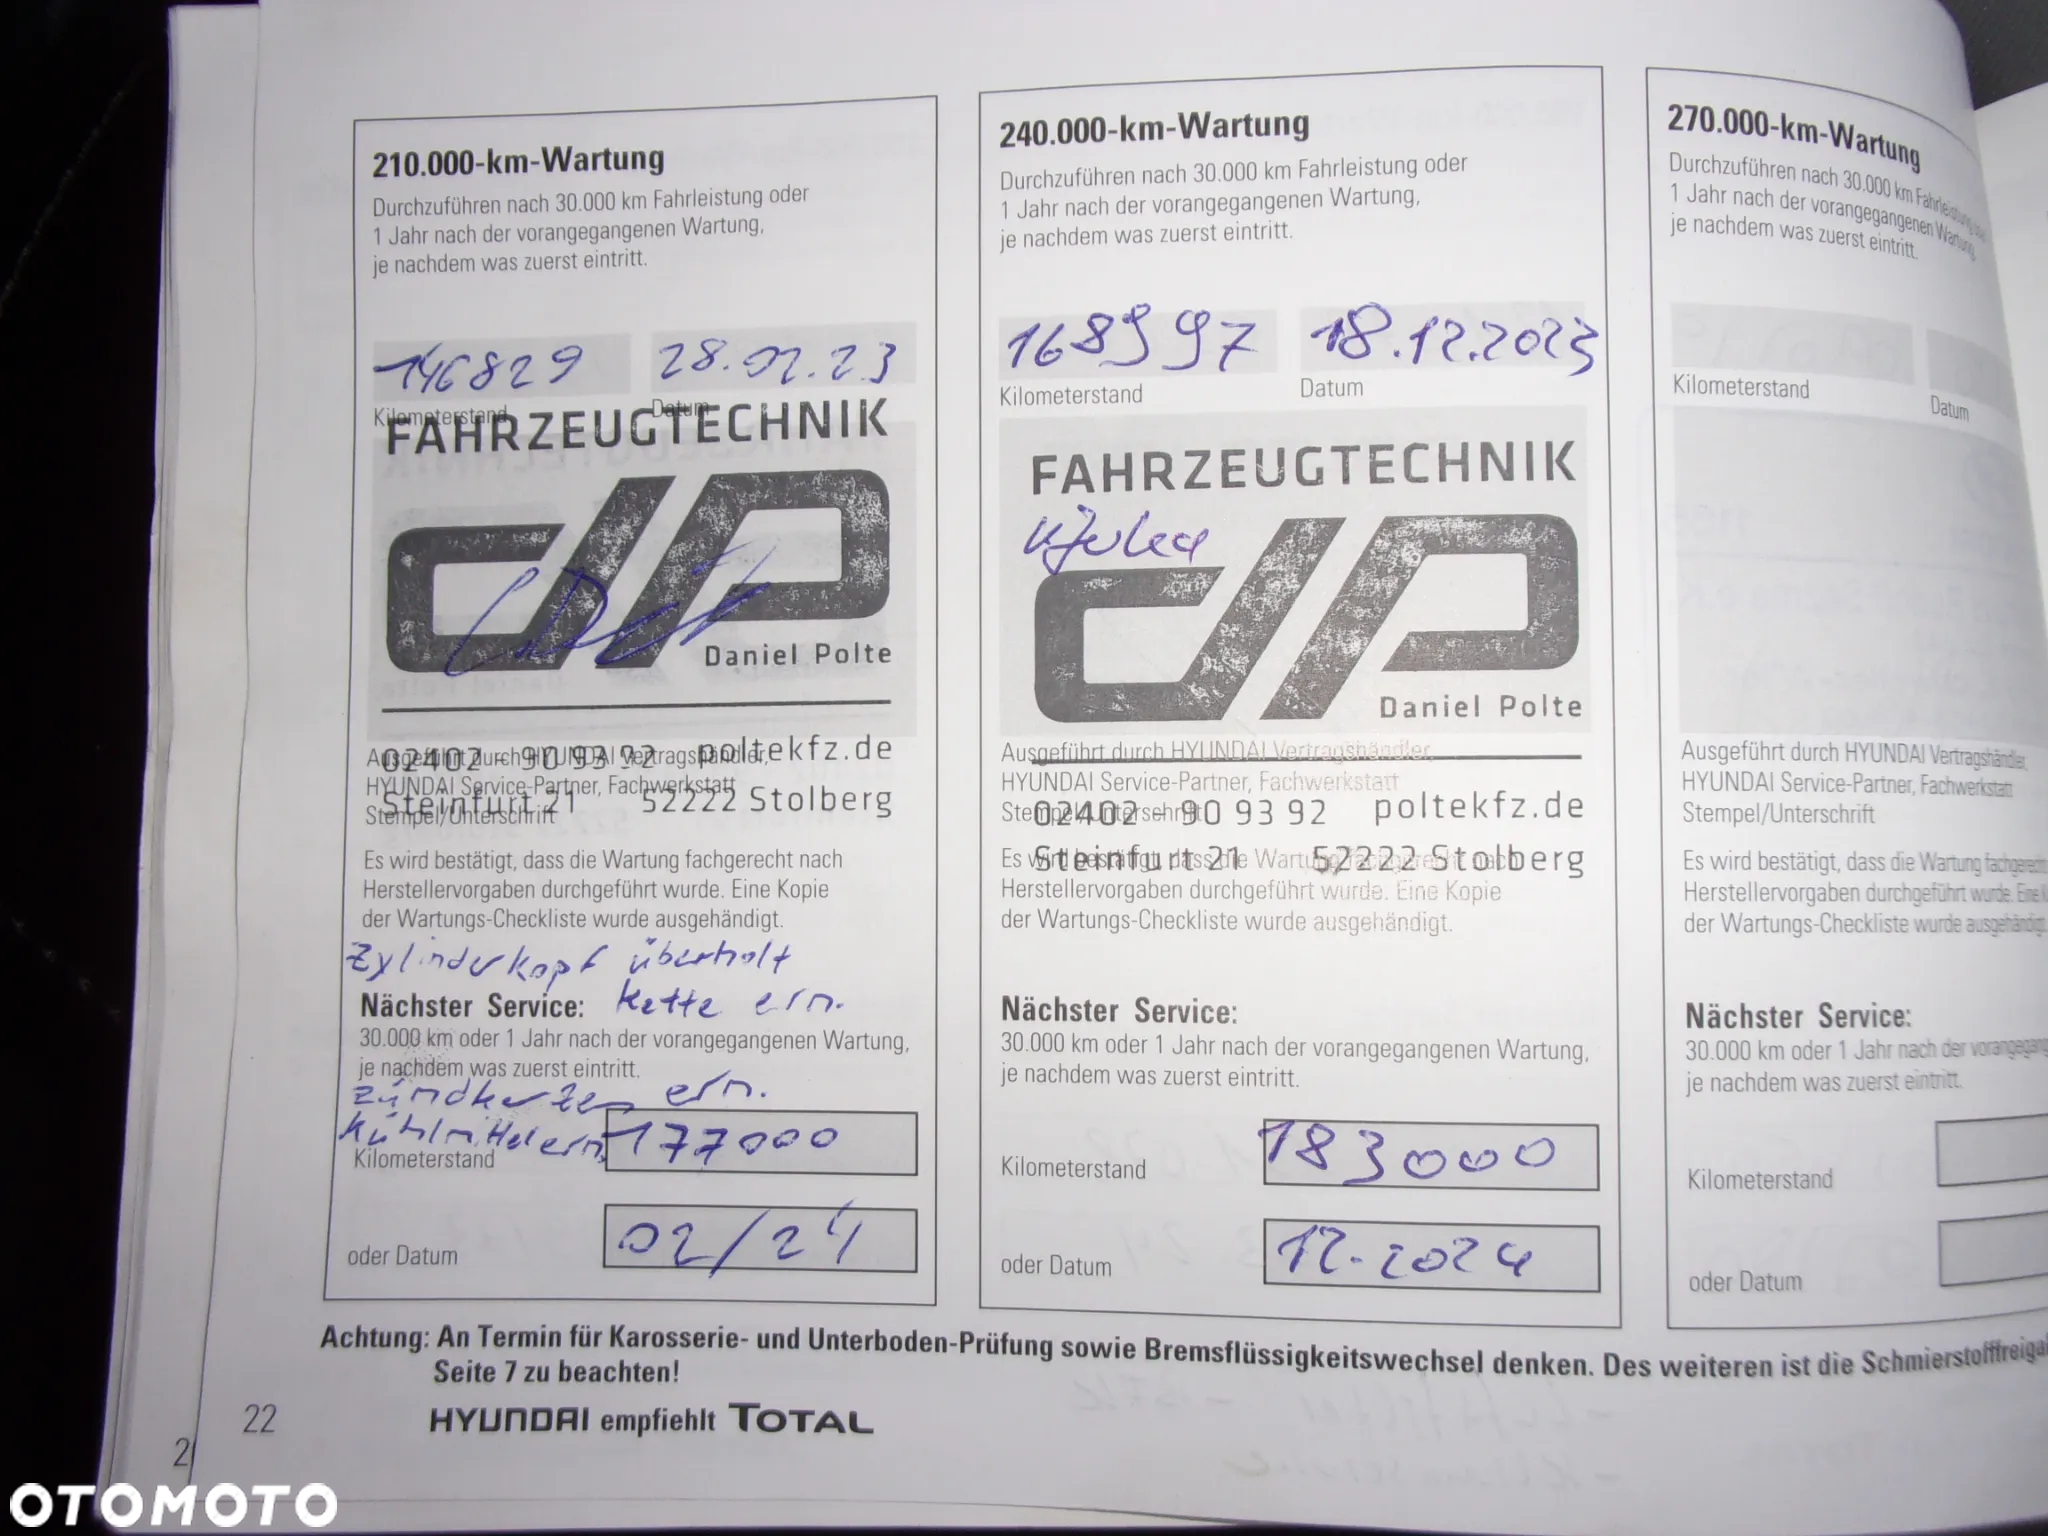 210.000-km-Wartung
Durchzuführen nach 30.000 km Fahrleistung oder
1 Jahr nach der vorangegangenen Wartung,
je nachdem was zuerst eintritt.
146829 28.02.23
Kilometerstand Datum
FAHRZEUGTECHNIK
dP
Daniel Polte
02402 - 90 93 92 poltekfz.de
Steinfurt 21 52222 Stolberg
Ausgeführt durch HYUNDAI Vertragshändler,
HYUNDAI Service-Partner, Fachwerkstatt
Stempel/Unterschrift
Es wird bestätigt, dass die Wartung fachgerecht nach
Herstellervorgaben durchgeführt wurde. Eine Kopie
der Wartungs-Checkliste wurde ausgehändigt.
Zylinderkopf überholt
Nächster Service: Kette ern.
30.000 km oder 1 Jahr nach der vorangegangenen Wartung,
je nachdem was zuerst eintritt.
Zündkerzen ern.
Kühlmittel ern.
Kilometerstand 177000
oder Datum 02/24
240.000-km-Wartung
Durchzuführen nach 30.000 km Fahrleistung oder
1 Jahr nach der vorangegangenen Wartung,
je nachdem was zuerst eintritt.
168997 18.12.2023
Kilometerstand Datum
FAHRZEUGTECHNIK
dP
Daniel Polte
02402 - 90 93 92 poltekfz.de
Steinfurt 21 52222 Stolberg
Ausgeführt durch HYUNDAI Vertragshändler,
HYUNDAI Service-Partner, Fachwerkstatt
Stempel/Unterschrift
Es wird bestätigt, dass die Wartung fachgerecht nach
Herstellervorgaben durchgeführt wurde. Eine Kopie
der Wartungs-Checkliste wurde ausgehändigt.
Nächster Service:
30.000 km oder 1 Jahr nach der vorangegangenen Wartung,
je nachdem was zuerst eintritt.
Kilometerstand 183000
oder Datum 12.2024
270.000-km-Wartung
Durchzuführen nach 30.000 km Fahrleistung
1 Jahr nach der vorangegangenen Wartung,
je nachdem was zuerst eintritt.
Kilometerstand Datum
Ausgeführt durch HYUNDAI Vertragshändler,
HYUNDAI Service-Partner, Fachwerkstatt
Stempel/Unterschrift
Es wird bestätigt, dass die Wartung fachgerecht
Herstellervorgaben durchgeführt wurde.
der Wartungs-Checkliste wurde ausgehändigt.
Nächster Service:
30.000 km oder 1 Jahr nach der
je nachdem was zuerst eintritt.
Kilometerstand
oder Datum
Achtung: An Termin für Karosserie- und Unterboden-Prüfung sowie Bremsflüssigkeitswechsel denken. Des weiteren ist die
Seite 7 zu beachten!
22 HYUNDAI empfiehlt TOTAL
2
OTOMOTO